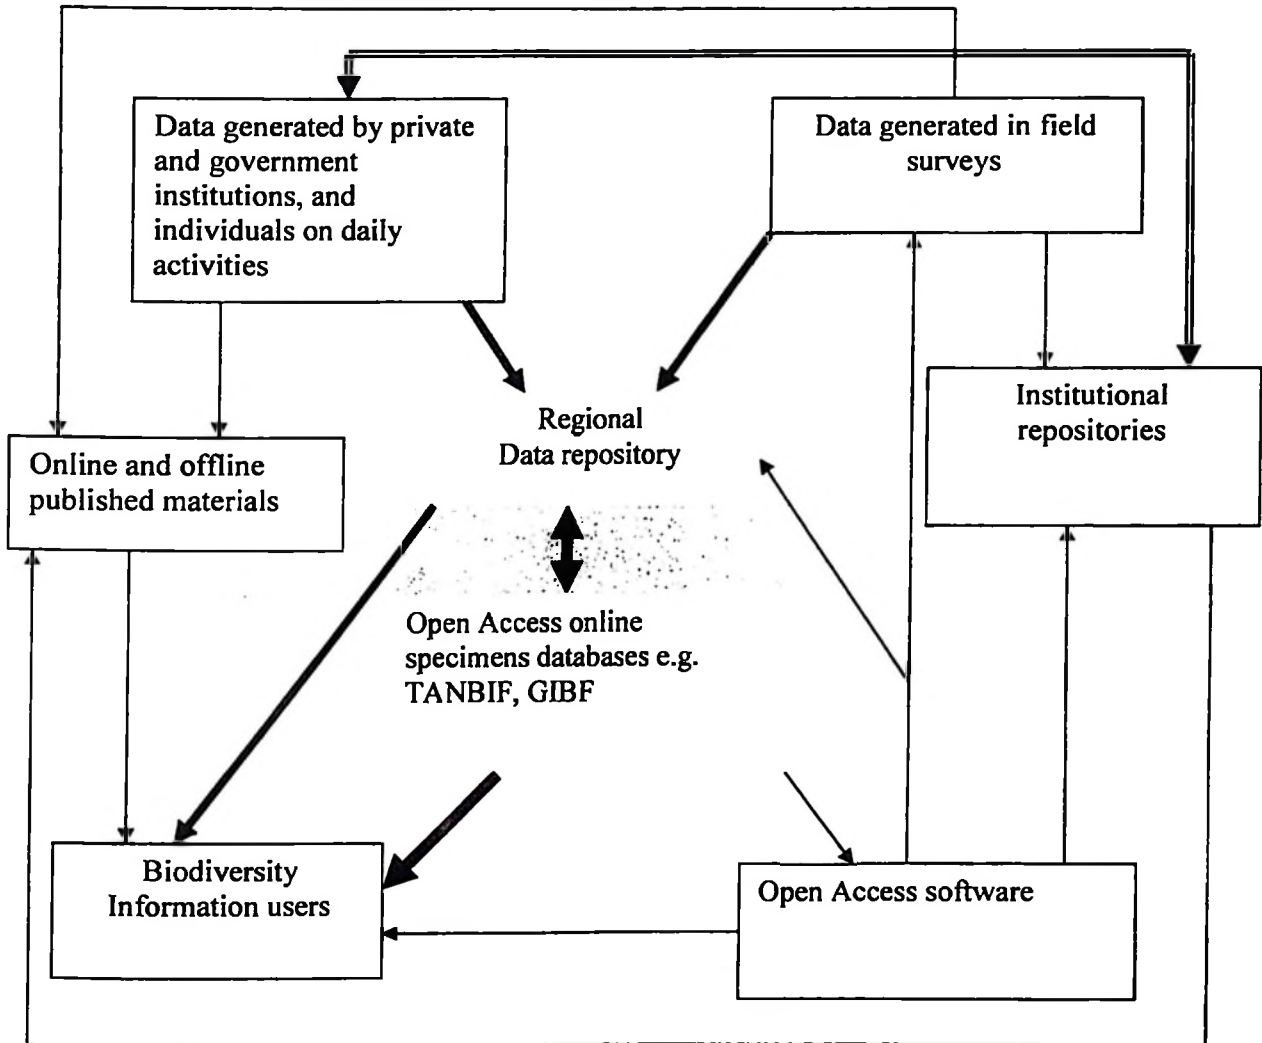 Data generated by private
and government
institutions, and
individuals on daily
activities
Data generated in field
surveys
Regional
Data repository
Institutional
repositories
Online and offline
published materials
Open Access online
specimens databases e.g.
TANBIF, GIBF
Biodiversity
Information users
Open Access software